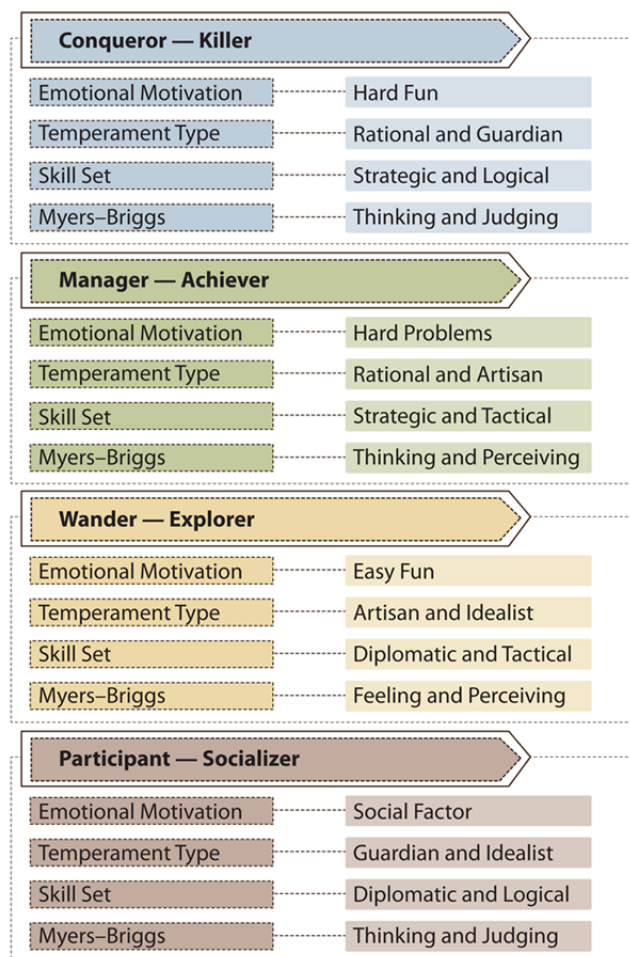 Conqueror — Killer
Emotional Motivation Hard Fun
Temperament Type Rational and Guardian
Skill Set Strategic and Logical
Myers–Briggs Thinking and Judging
Manager — Achiever
Emotional Motivation Hard Problems
Temperament Type Rational and Artisan
Skill Set Strategic and Tactical
Myers–Briggs Thinking and Perceiving
Wander — Explorer
Emotional Motivation Easy Fun
Temperament Type Artisan and Idealist
Skill Set Diplomatic and Tactical
Myers–Briggs Feeling and Perceiving
Participant — Socializer
Emotional Motivation Social Factor
Temperament Type Guardian and Idealist
Skill Set Diplomatic and Logical
Myers–Briggs Thinking and Judging